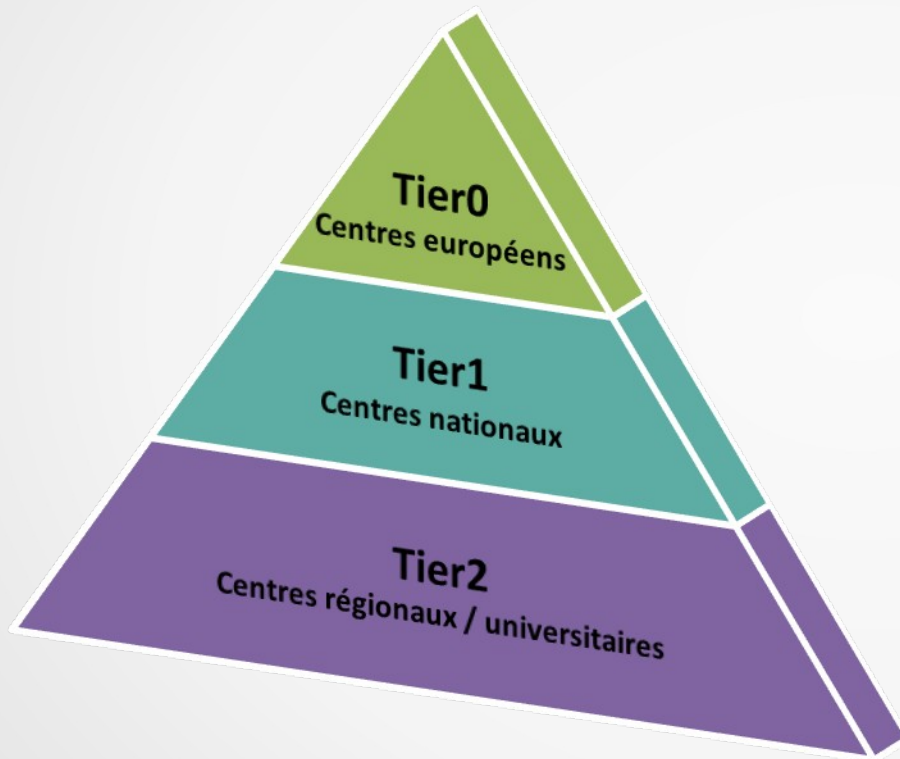 Tier0
Centres européens
Tier1
Centres nationaux
Tier2
Centres régionaux / universitaires